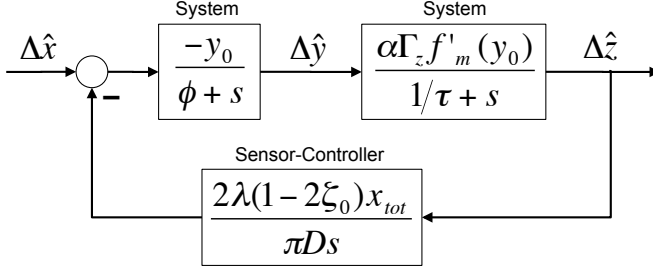 System
System
Δx̂
−y₀
φ + s
Δŷ
αΓ_z f'_m (y₀)
1/τ + s
Δẑ
−
Sensor-Controller
2λ(1 − 2ζ₀)x_tot
πDs